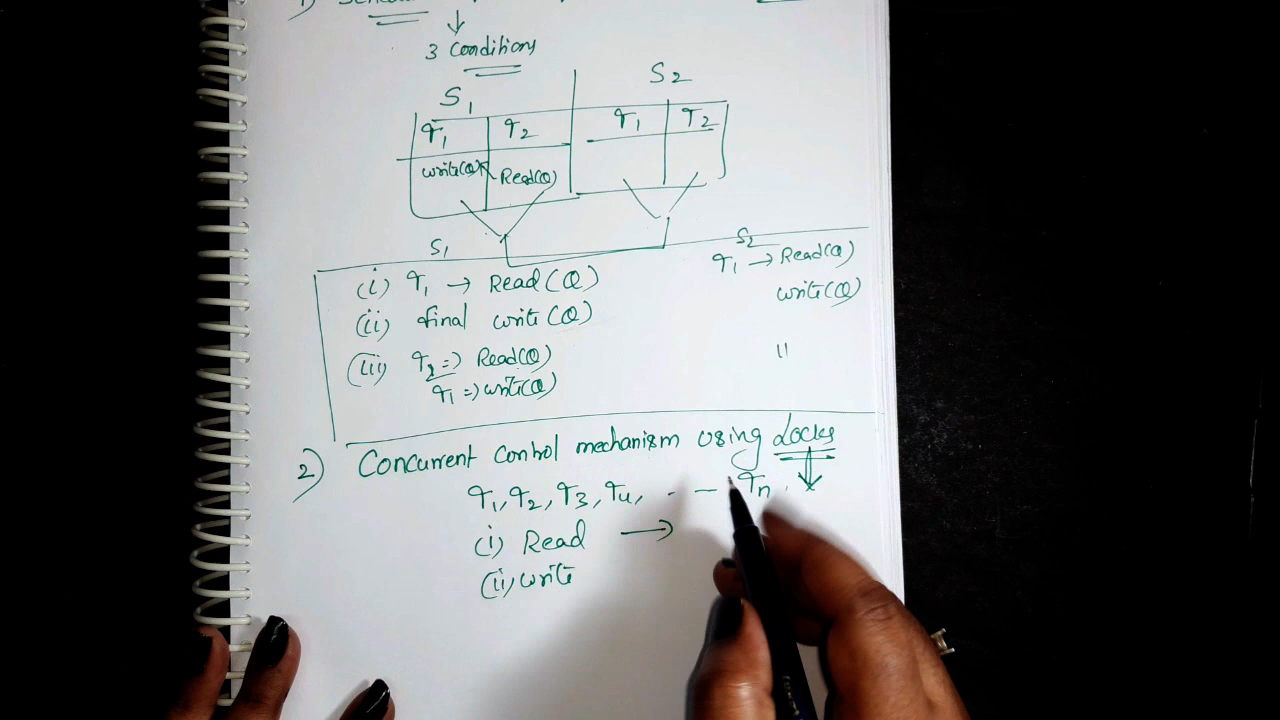 1)
3 Conditions
S1 S2
T1 T2 T1 T2
write(Q) Read(Q)
S1 S2
(i) T1 → Read(Q) T1 → Read(Q)
(ii) final write(Q) write(Q)
(iii) T2 => Read(Q) 11
T1 => write(Q)
2) Concurrent control mechanism using Locks
T1, T2, T3, T4, . - - Tn.
(i) Read →
(ii) write